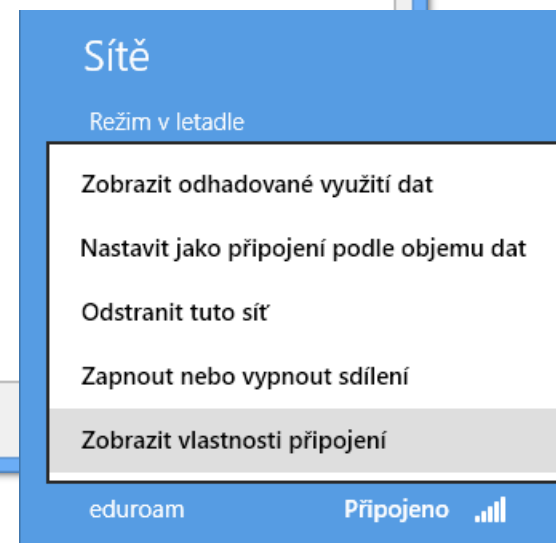 Sítě
Režim v letadle
Zobrazit odhadované využití dat
Nastavit jako připojení podle objemu dat
Odstranit tuto síť
Zapnout nebo vypnout sdílení
Zobrazit vlastnosti připojení
eduroam Připojeno